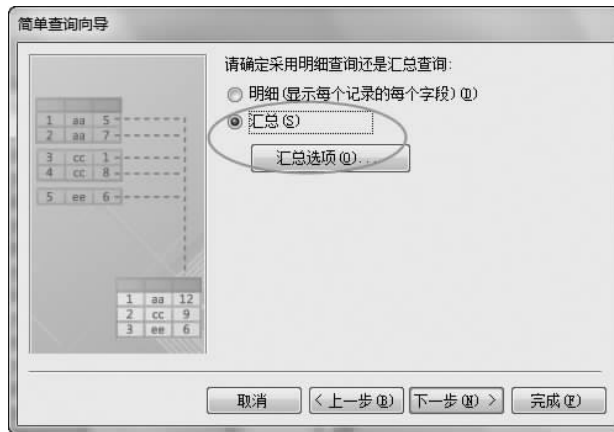 简单查询向导
请确定采用明细查询还是汇总查询:
明细(显示每个记录的每个字段)(D)
汇总(S)
汇总选项(O)...
1 aa 5
2 aa 7
3 cc 1
4 cc 8
5 ee 6
1 aa 12
2 cc 9
3 ee 6
取消 <上一步(B) 下一步(N)> 完成(F)